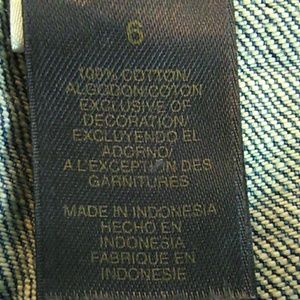 6
100% COTTON/
ALGODON/COTON
EXCLUSIVE OF
DECORATION/
EXCLUYENDO EL
ADORNO/
A L'EXCEPTION DES
GARNITURES
MADE IN INDONESIA
HECHO EN
INDONESIA
FABRIQUE EN
INDONESIE